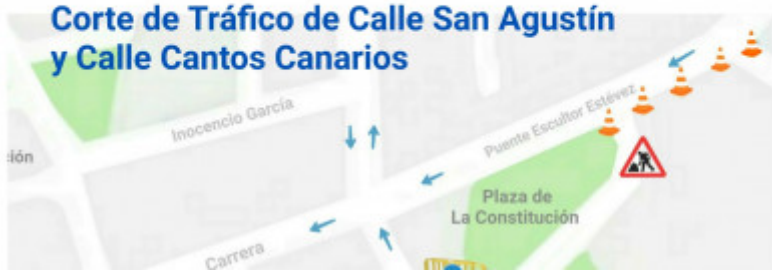 Corte de Tráfico de Calle San Agustín
y Calle Cantos Canarios
Inocencio García
Puente Escultor Estévez
ión
Plaza de
La Constitución
Carrera